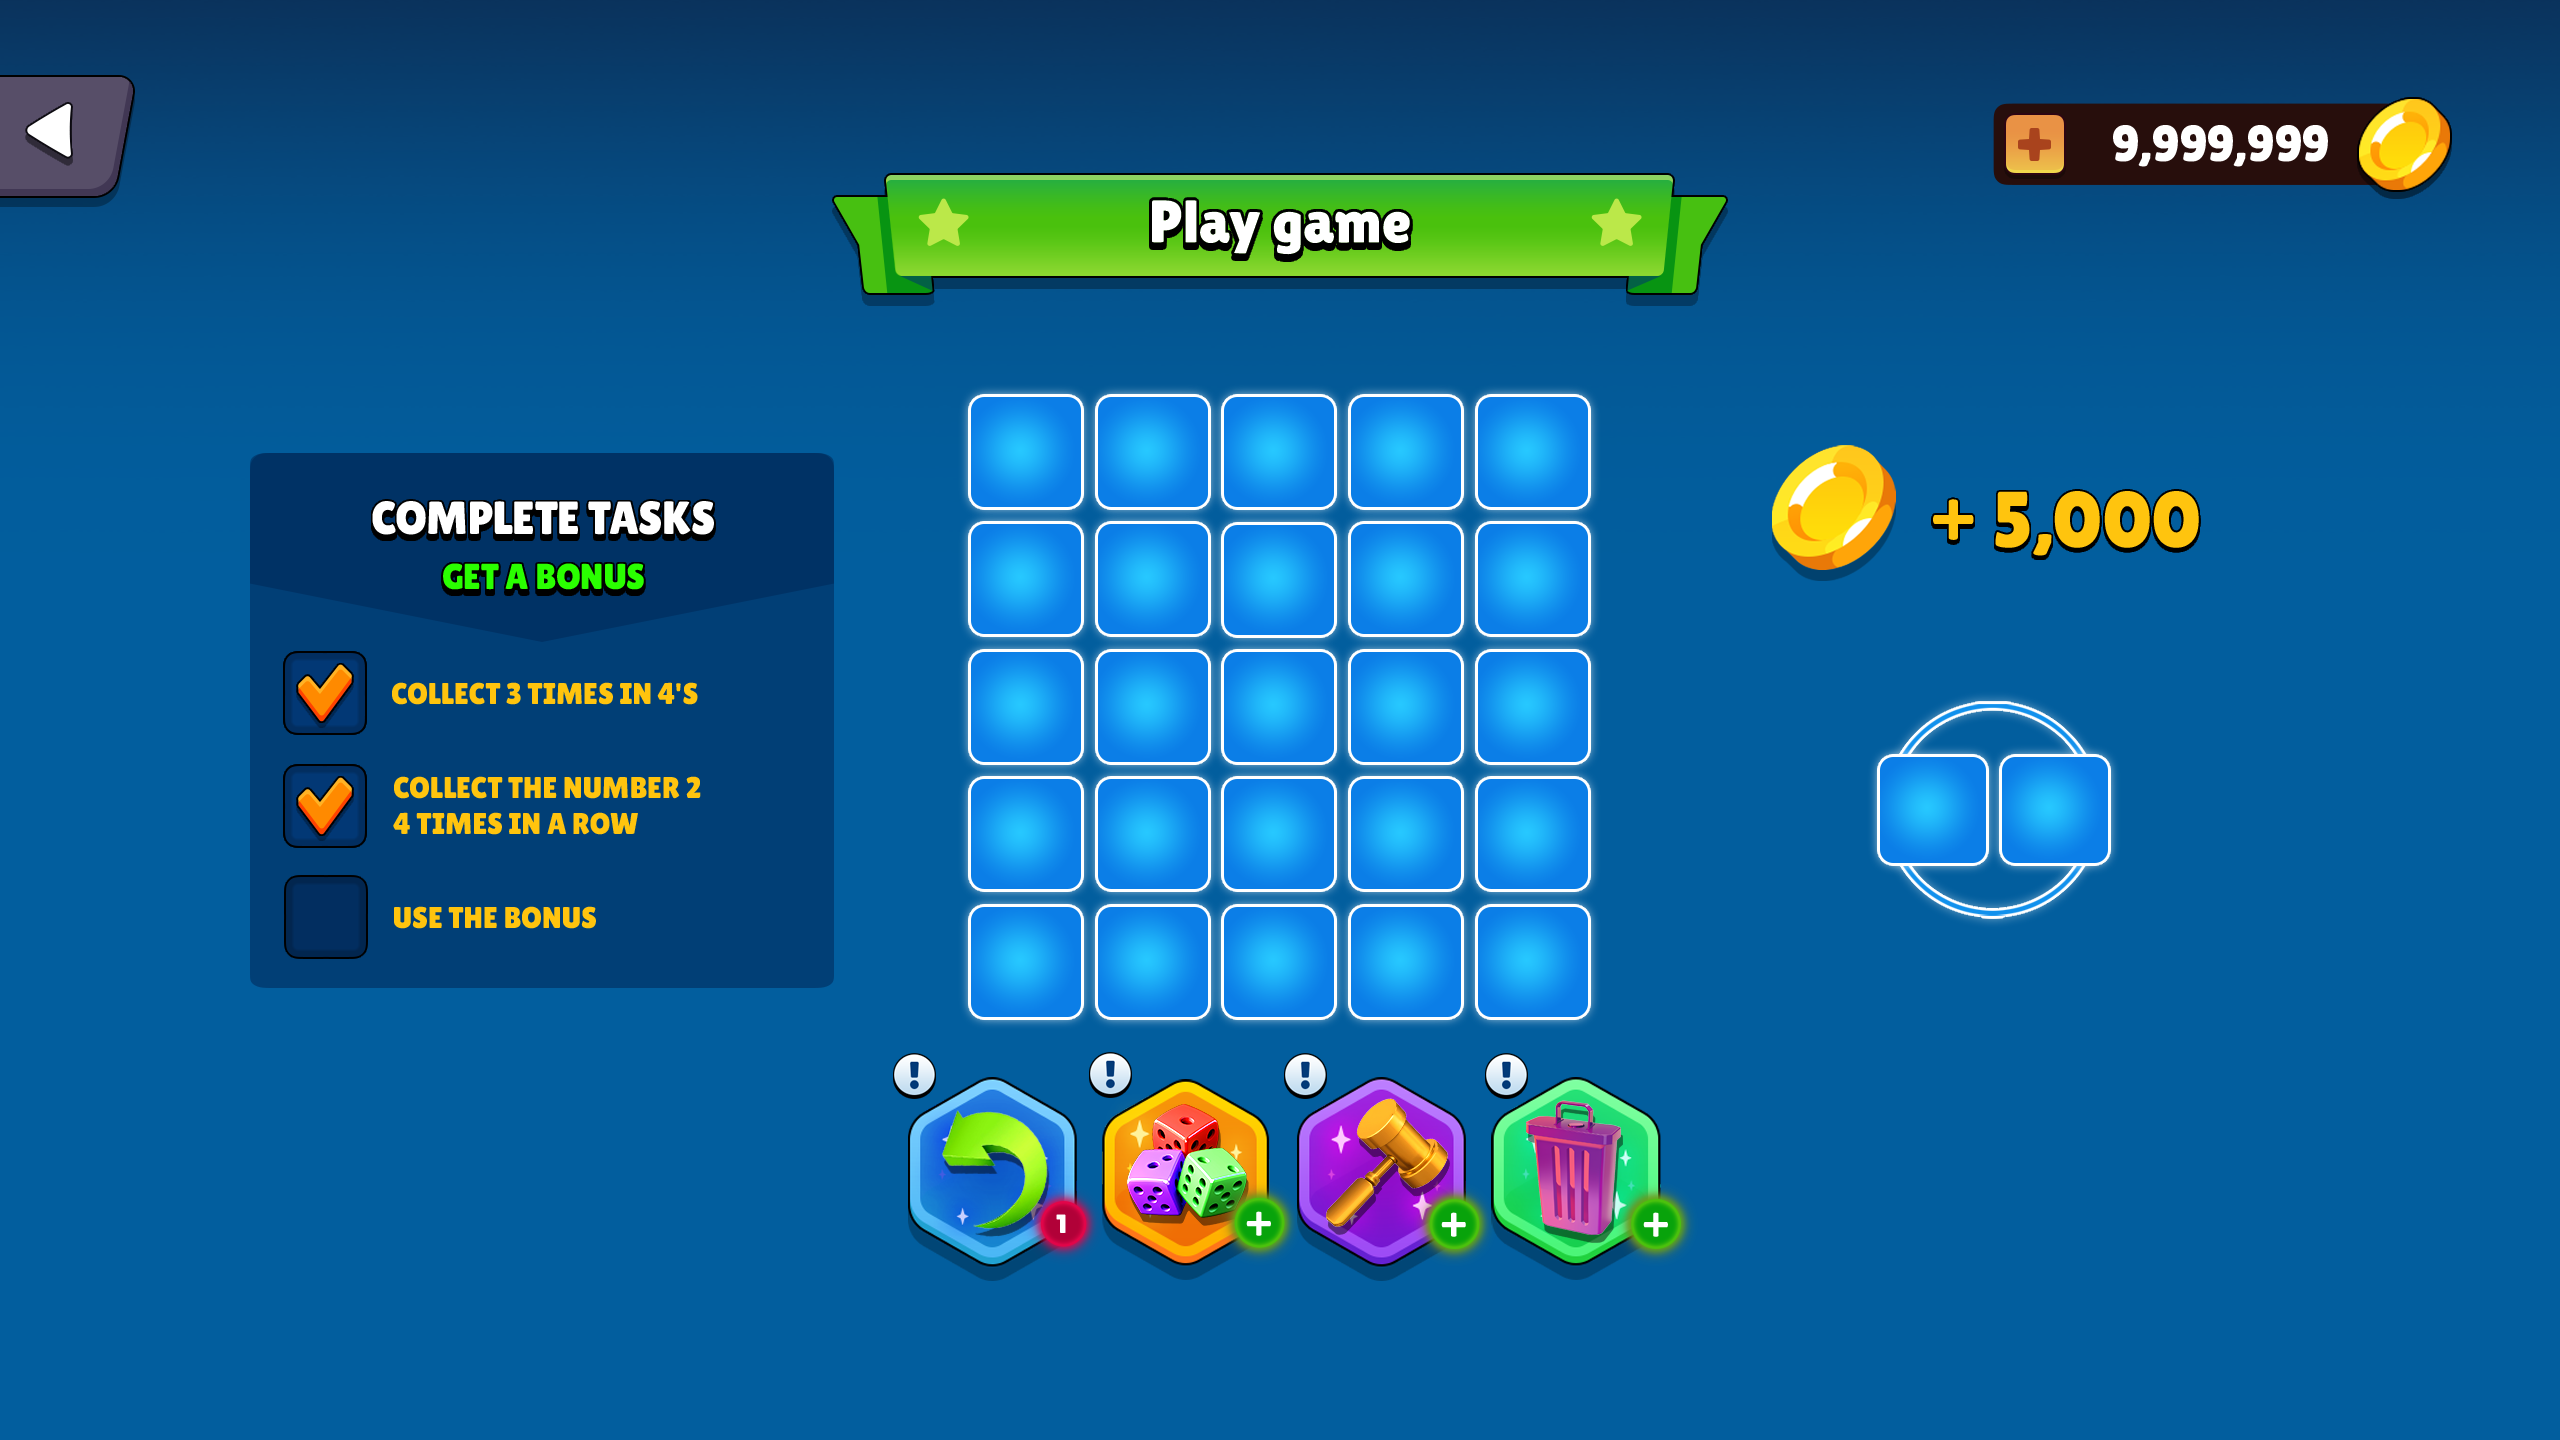 9,999,999
Play game
COMPLETE TASKS
GET A BONUS
COLLECT 3 TIMES IN 4'S
COLLECT THE NUMBER 2
4 TIMES IN A ROW
USE THE BONUS
+ 5,000
! ! ! !
1 + + +